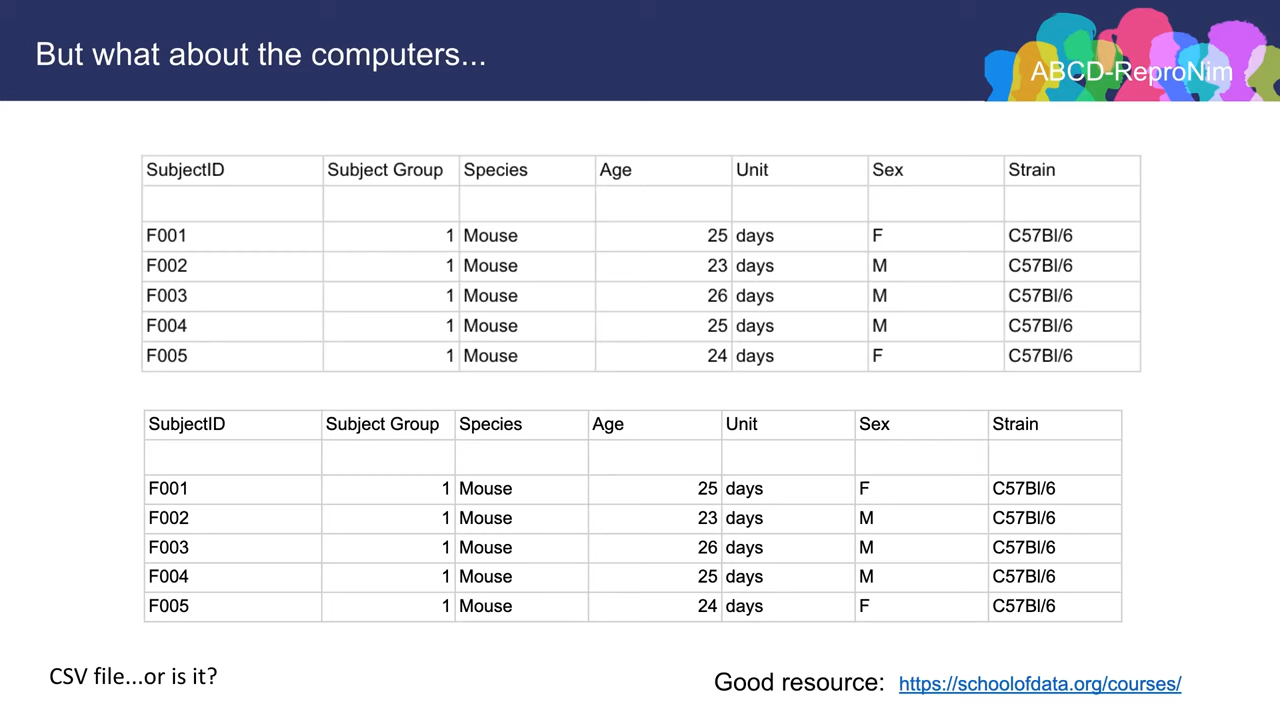 But what about the computers...
ABCD-ReproNim
SubjectID Subject Group Species Age Unit Sex Strain
F001 1 Mouse 25 days F C57Bl/6
F002 1 Mouse 23 days M C57Bl/6
F003 1 Mouse 26 days M C57Bl/6
F004 1 Mouse 25 days M C57Bl/6
F005 1 Mouse 24 days F C57Bl/6
SubjectID Subject Group Species Age Unit Sex Strain
F001 1 Mouse 25 days F C57Bl/6
F002 1 Mouse 23 days M C57Bl/6
F003 1 Mouse 26 days M C57Bl/6
F004 1 Mouse 25 days M C57Bl/6
F005 1 Mouse 24 days F C57Bl/6
CSV file...or is it?
Good resource: https://schoolofdata.org/courses/